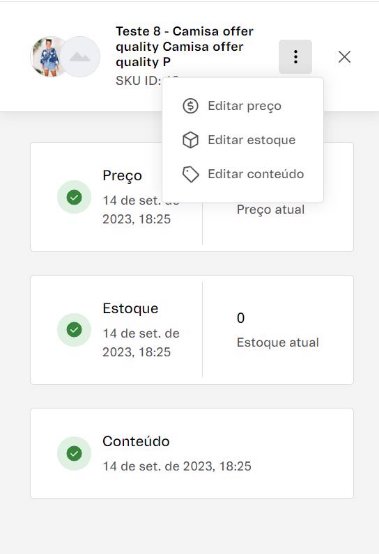 Teste 8 - Camisa offer
quality Camisa offer
quality P
SKU ID:
Editar preço
Editar estoque
Editar conteúdo
Preço
14 de set. de
2023, 18:25
Preço atual
Estoque
14 de set. de
2023, 18:25
0
Estoque atual
Conteúdo
14 de set. de 2023, 18:25